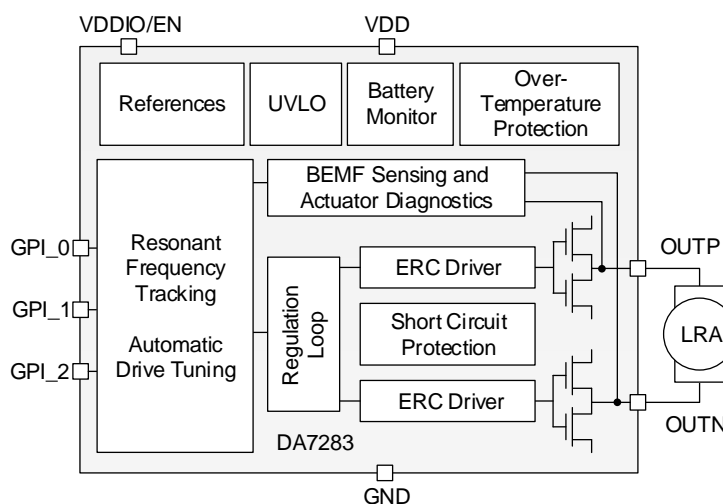 VDDIO/EN
VDD
References
UVLO
Battery
Monitor
Over-
Temperature
Protection
BEMF Sensing and
Actuator Diagnostics
GPI_0
GPI_1
GPI_2
Resonant
Frequency
Tracking
Automatic
Drive Tuning
Regulation
Loop
ERC Driver
Short Circuit
Protection
ERC Driver
OUTP
LRA
OUTN
DA7283
GND